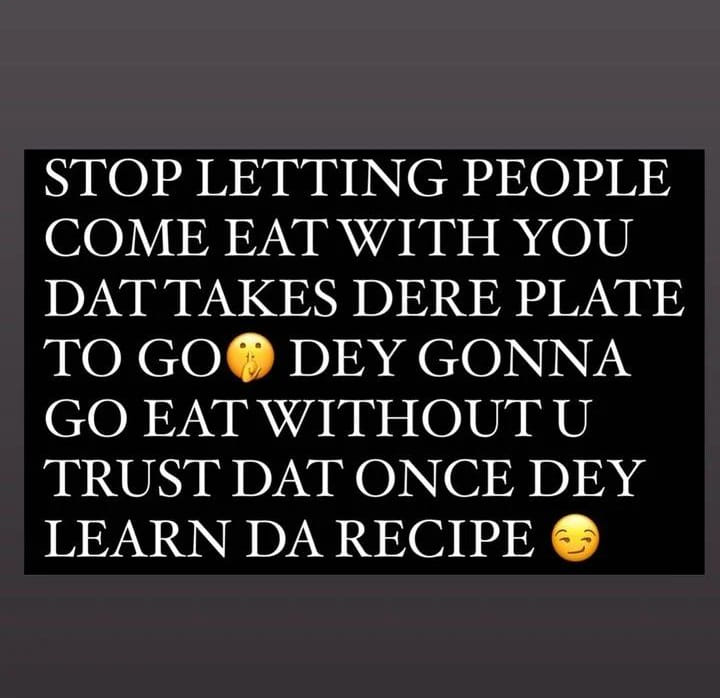 STOP LETTING PEOPLE
COME EAT WITH YOU
DAT TAKES DERE PLATE
TO GO🤫 DEY GONNA
GO EAT WITHOUT U
TRUST DAT ONCE DEY
LEARN DA RECIPE 😏